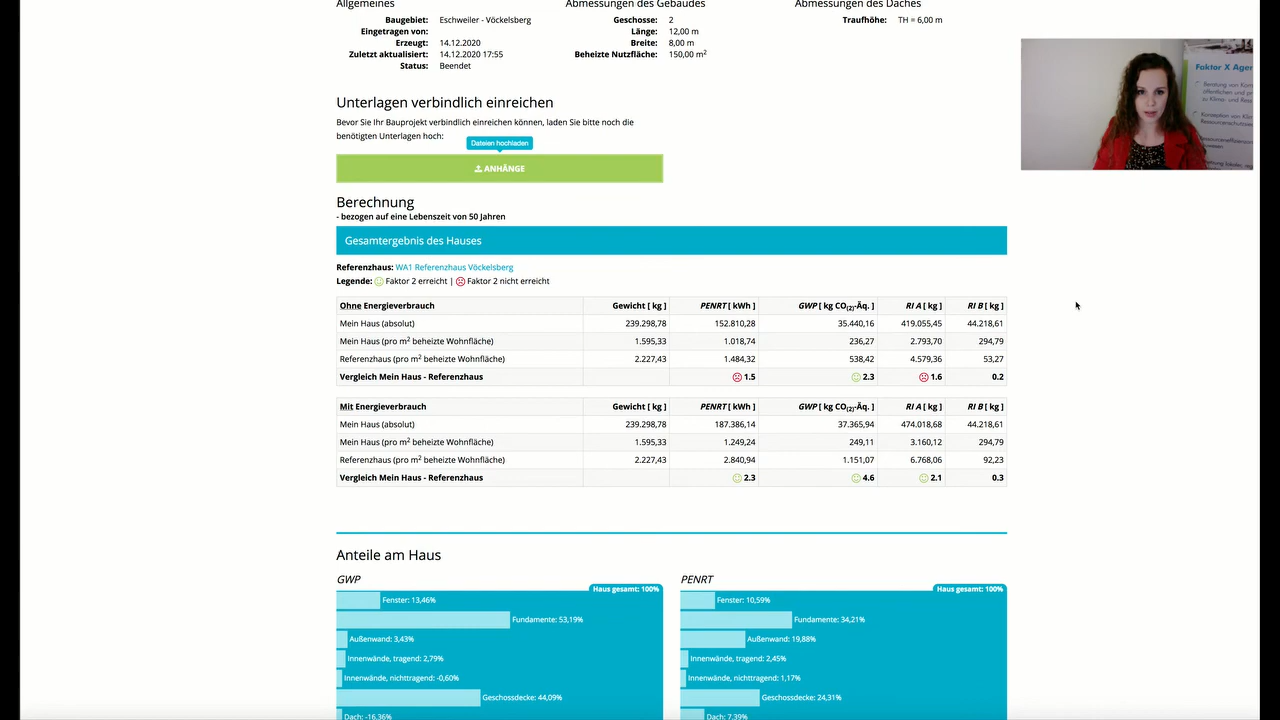 Allgemeines
Baugebiet: Eschweiler - Vöckelsberg
Eingetragen von:
Erzeugt: 14.12.2020
Zuletzt aktualisiert: 14.12.2020 17:55
Status: Beendet
Abmessungen des Gebäudes
Geschosse: 2
Länge: 12,00 m
Breite: 8,00 m
Beheizte Nutzfläche: 150,00 m²
Abmessungen des Daches
Traufhöhe: TH = 6,00 m
Faktor X Agen
Unterlagen verbindlich einreichen
Bevor Sie Ihr Bauprojekt verbindlich einreichen können, laden Sie bitte noch die
benötigten Unterlagen hoch:
Dateien hochladen
ANHÄNGE
Berechnung
- bezogen auf eine Lebenszeit von 50 Jahren
Gesamtergebnis des Hauses
Referenzhaus: WA1 Referenzhaus Vöckelsberg
Legende: Faktor 2 erreicht | Faktor 2 nicht erreicht
Ohne Energieverbrauch Gewicht [ kg ] PENRT [ kWh ] GWP [ kg CO(2)-Äq. ] RI A [ kg ] RI B [ kg ]
Mein Haus (absolut) 239.298,78 152.810,28 35.440,16 419.055,45 44.218,61
Mein Haus (pro m² beheizte Wohnfläche) 1.595,33 1.018,74 236,27 2.793,70 294,79
Referenzhaus (pro m² beheizte Wohnfläche) 2.227,43 1.484,32 538,42 4.579,36 53,27
Vergleich Mein Haus - Referenzhaus 1.5 2.3 1.6 0.2
Mit Energieverbrauch Gewicht [ kg ] PENRT [ kWh ] GWP [ kg CO(2)-Äq. ] RI A [ kg ] RI B [ kg ]
Mein Haus (absolut) 239.298,78 187.386,14 37.365,94 474.018,68 44.218,61
Mein Haus (pro m² beheizte Wohnfläche) 1.595,33 1.249,24 249,11 3.160,12 294,79
Referenzhaus (pro m² beheizte Wohnfläche) 2.227,43 2.840,94 1.151,07 6.768,06 92,23
Vergleich Mein Haus - Referenzhaus 2.3 4.6 2.1 0.3
Anteile am Haus
GWP
Haus gesamt: 100%
Fenster: 13,46%
Fundamente: 53,19%
Außenwand: 3,43%
Innenwände, tragend: 2,79%
Innenwände, nichttragend: -0,60%
Geschossdecke: 44,09%
Dach: -16,36%
PENRT
Haus gesamt: 100%
Fenster: 10,59%
Fundamente: 34,21%
Außenwand: 19,88%
Innenwände, tragend: 2,45%
Innenwände, nichttragend: 1,17%
Geschossdecke: 24,31%
Dach: 7,39%